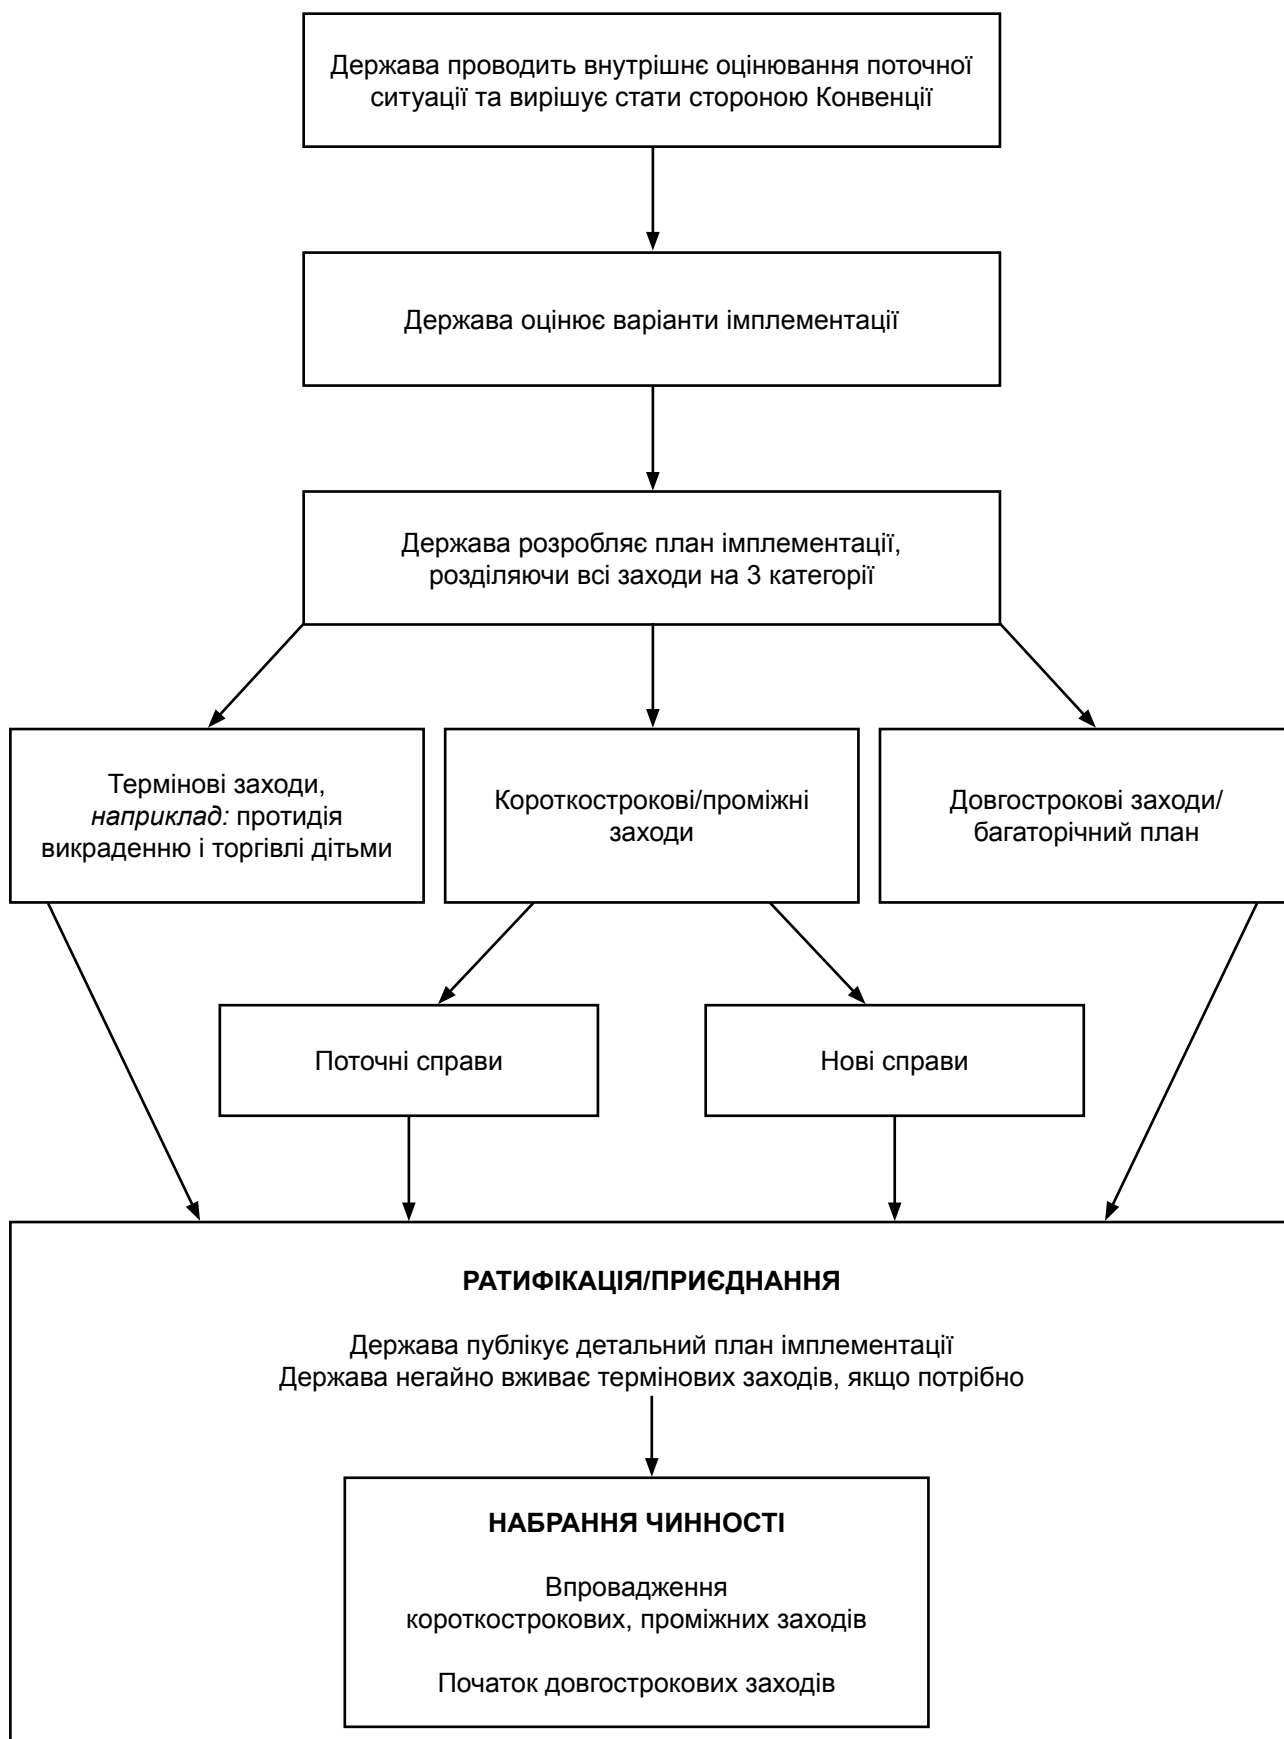 Держава проводить внутрішнє оцінювання поточної
ситуації та вирішує стати стороною Конвенції
Держава оцінює варіанти імплементації
Держава розробляє план імплементації,
розділяючи всі заходи на 3 категорії
Термінові заходи,
наприклад: протидія
викраденню і торгівлі дітьми
Короткострокові/проміжні
заходи
Довгострокові заходи/
багаторічний план
Поточні справи
Нові справи
РАТИФІКАЦІЯ/ПРИЄДНАННЯ
Держава публікує детальний план імплементації
Держава негайно вживає термінових заходів, якщо потрібно
НАБРАННЯ ЧИННОСТІ
Впровадження
короткострокових, проміжних заходів
Початок довгострокових заходів